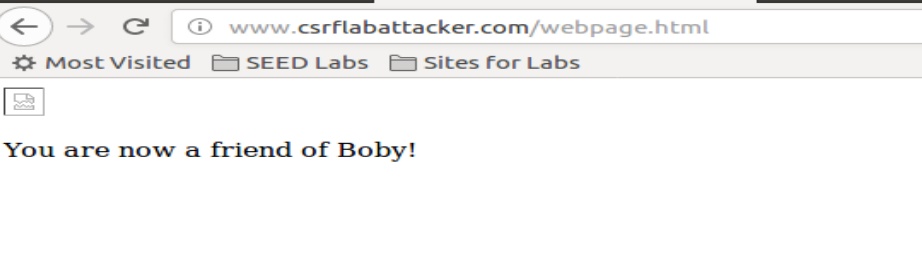 www.csrflabattacker.com/webpage.html
Most Visited SEED Labs Sites for Labs
You are now a friend of Boby!